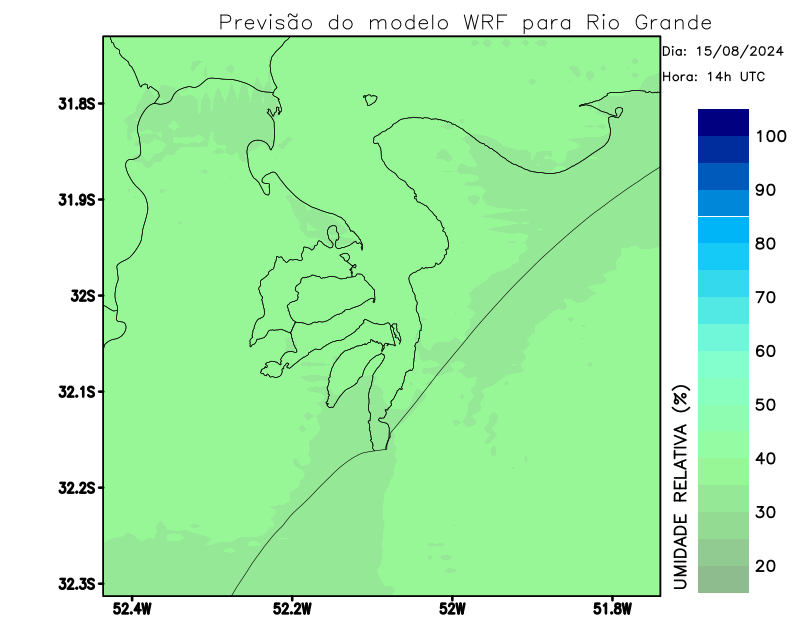 Previsão do modelo WRF para Rio Grande
Dia: 15/08/2024
Hora: 14h UTC
31.8S
31.9S
32S
32.1S
32.2S
32.3S
52.4W
52.2W
52W
51.8W
100
90
80
70
60
50
40
30
20
UMIDADE RELATIVA (%)